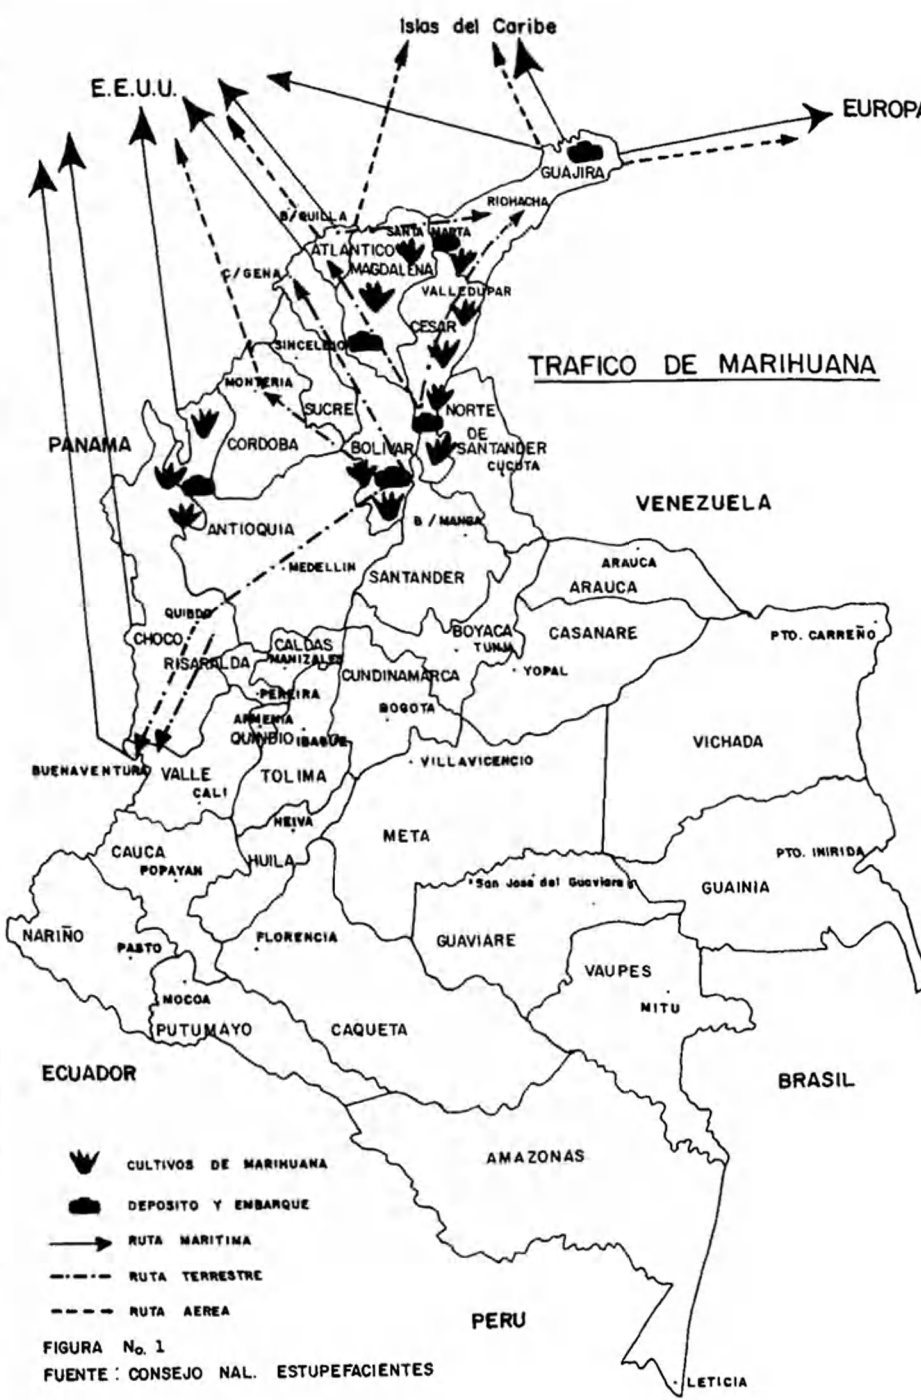 Islas del Caribe
E.E.U.U.
EUROPA
GUAJIRA
RIOHACHA
B/QUILLA
SANTA MARTA
ATLANTICO
MAGDALENA
C/GENA
VALLEDUPAR
CESAR
SINCELEJO
TRAFICO DE MARIHUANA
MONTERIA
SUCRE
NORTE
DE
SANTANDER
PANAMA
CORDOBA
BOLIVAR
CUCUTA
VENEZUELA
ANTIOQUIA
B/MANGA
MEDELLIN
SANTANDER
ARAUCA
ARAUCA
QUIBDO
CHOCO
BOYACA
TUNJA
CASANARE
PTO. CARREÑO
CALDAS
MANIZALES
RISARALDA
CUNDINAMARCA
YOPAL
PEREIRA
BOGOTA
ARMENIA
QUINDIO
IBAGUE
VICHADA
BUENAVENTURA
VALLE
TOLIMA
VILLAVICENCIO
CALI
NEIVA
META
CAUCA
POPAYAN
HUILA
PTO. INIRIDA
San Jose del Guaviare
GUAINIA
NARIÑO
PASTO
FLORENCIA
GUAVIARE
VAUPES
MITU
MOCOA
PUTUMAYO
CAQUETA
ECUADOR
BRASIL
AMAZONAS
CULTIVOS DE MARIHUANA
DEPOSITO Y EMBARQUE
RUTA MARITIMA
RUTA TERRESTRE
RUTA AEREA
PERU
FIGURA No. 1
FUENTE : CONSEJO NAL. ESTUPEFACIENTES
LETICIA